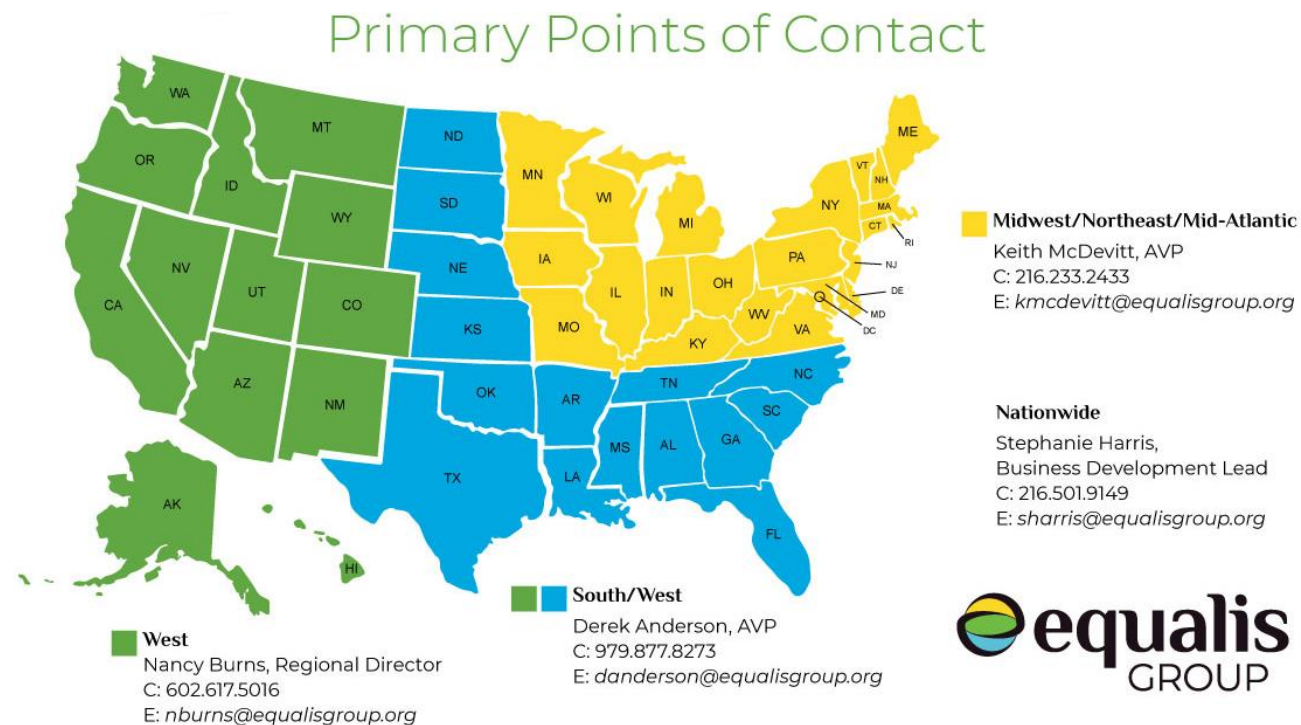 Primary Points of Contact
WA
MT
ND
MN
ME
OR
ID
SD
WI
MI
NY
VT
NH
MA
CT
RI
WY
NE
IA
PA
NJ
NV
UT
CO
IL
IN
OH
DE
MD
DC
CA
KS
MO
WV
VA
KY
AZ
NM
OK
AR
TN
NC
SC
TX
LA
MS
AL
GA
FL
AK
HI
Midwest/Northeast/Mid-Atlantic
Keith McDevitt, AVP
C: 216.233.2433
E: kmcdevitt@equalisgroup.org
Nationwide
Stephanie Harris,
Business Development Lead
C: 216.501.9149
E: sharris@equalisgroup.org
South/West
Derek Anderson, AVP
C: 979.877.8273
E: danderson@equalisgroup.org
West
Nancy Burns, Regional Director
C: 602.617.5016
E: nburns@equalisgroup.org
equalis
GROUP